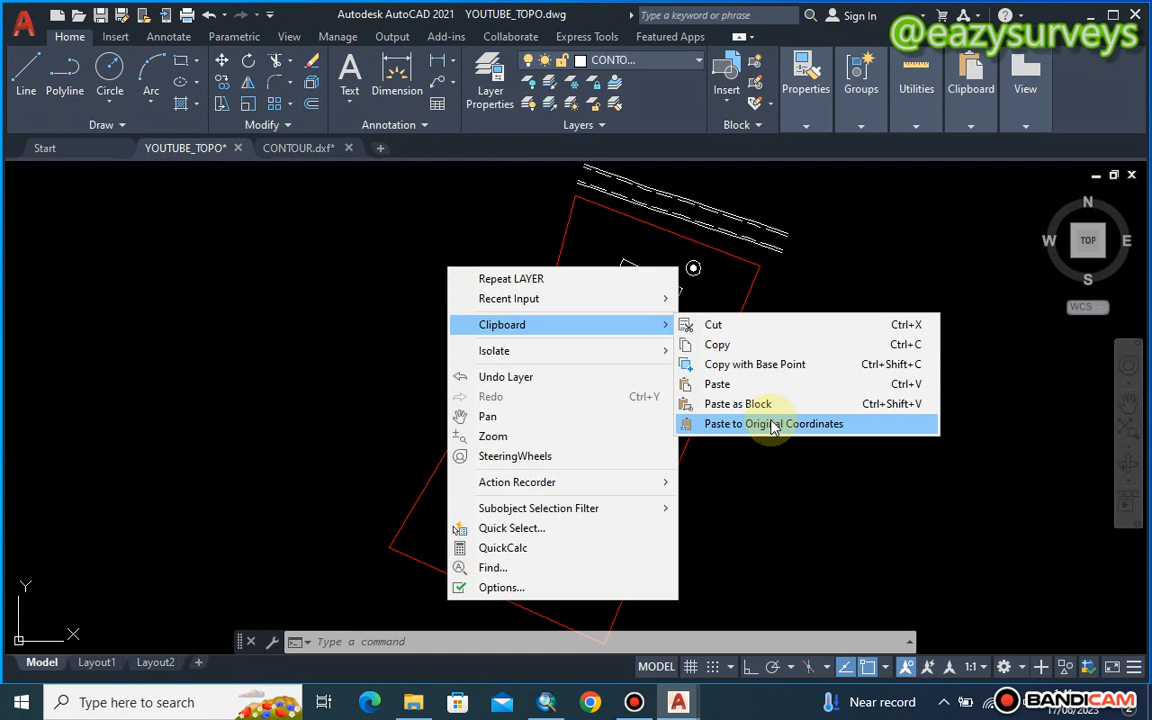 Autodesk AutoCAD 2021 YOUTUBE_TOPO.dwg
Type a keyword or phrase
Sign In
@eazysurveys
Home Insert Annotate Parametric View Manage Output Add-ins Collaborate Express Tools Featured Apps
Line Polyline Circle Arc
Text Dimension
Layer Properties
CONTO...
Insert
Properties Groups Utilities Clipboard View
Draw Modify Annotation Layers Block
Start YOUTUBE_TOPO* CONTOUR.dxf*
N
W TOP E
S
WCS
Repeat LAYER
Recent Input
Clipboard
Isolate
Undo Layer
Redo Ctrl+Y
Pan
Zoom
SteeringWheels
Action Recorder
Subobject Selection Filter
Quick Select...
QuickCalc
Find...
Options...
Cut Ctrl+X
Copy Ctrl+C
Copy with Base Point Ctrl+Shift+C
Paste Ctrl+V
Paste as Block Ctrl+Shift+V
Paste to Original Coordinates
Y
X
Type a command
Model Layout1 Layout2
MODEL 1:1
Type here to search
Near record
BANDICAM